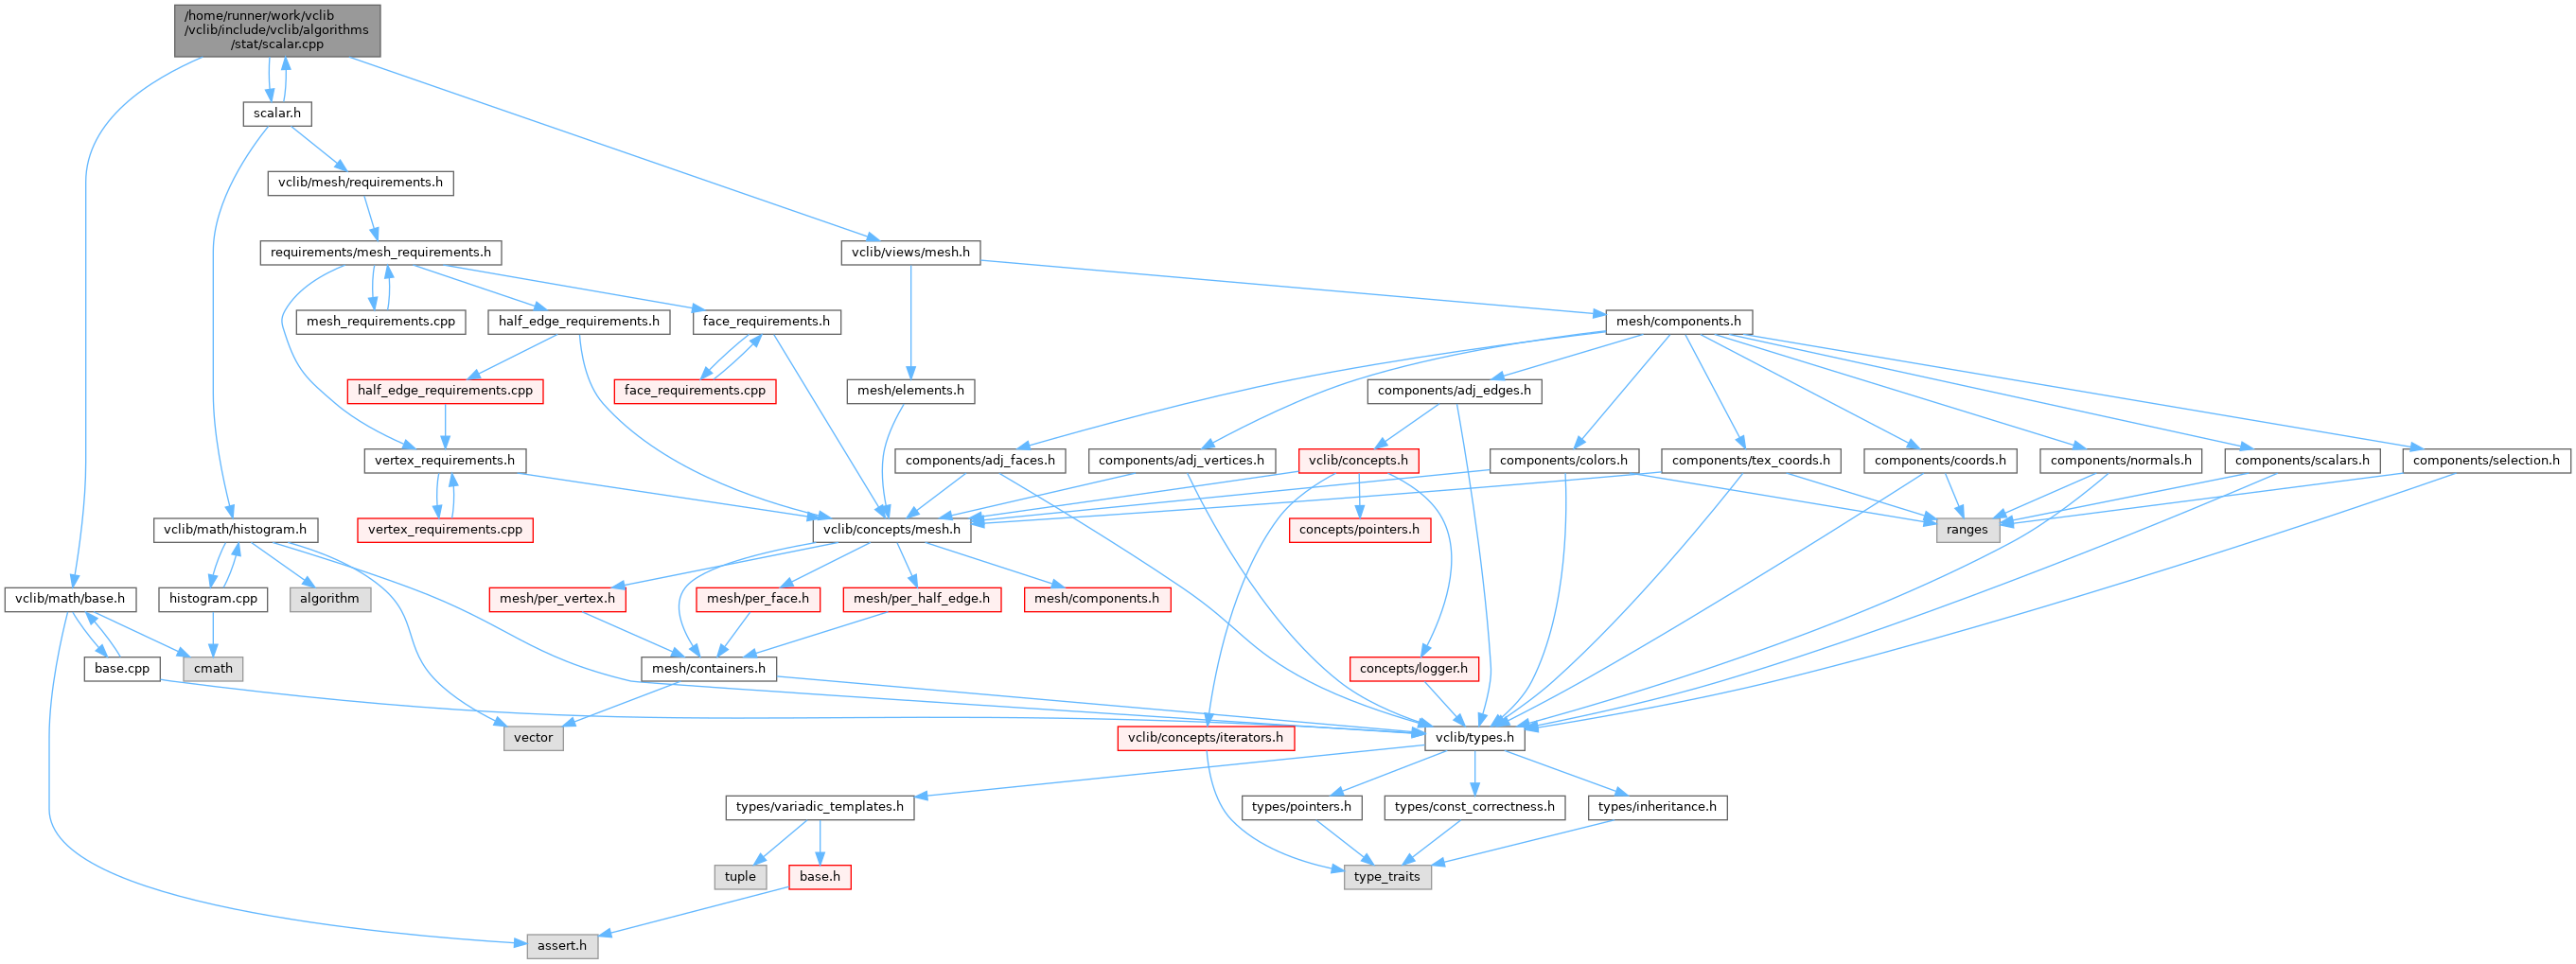 /home/runner/work/vclib
/vclib/include/vclib/algorithms
/stat/scalar.cpp
scalar.h
vclib/mesh/requirements.h
requirements/mesh_requirements.h
vclib/views/mesh.h
mesh_requirements.cpp
half_edge_requirements.h
face_requirements.h
mesh/components.h
half_edge_requirements.cpp
face_requirements.cpp
mesh/elements.h
components/adj_edges.h
vertex_requirements.h
components/adj_faces.h
components/adj_vertices.h
vclib/concepts.h
components/colors.h
components/tex_coords.h
components/coords.h
components/normals.h
components/scalars.h
components/selection.h
vclib/math/histogram.h
vertex_requirements.cpp
vclib/concepts/mesh.h
concepts/pointers.h
ranges
vclib/math/base.h
histogram.cpp
algorithm
mesh/per_vertex.h
mesh/per_face.h
mesh/per_half_edge.h
mesh/components.h
base.cpp
cmath
mesh/containers.h
concepts/logger.h
vector
vclib/concepts/iterators.h
vclib/types.h
types/variadic_templates.h
types/pointers.h
types/const_correctness.h
types/inheritance.h
tuple
base.h
type_traits
assert.h